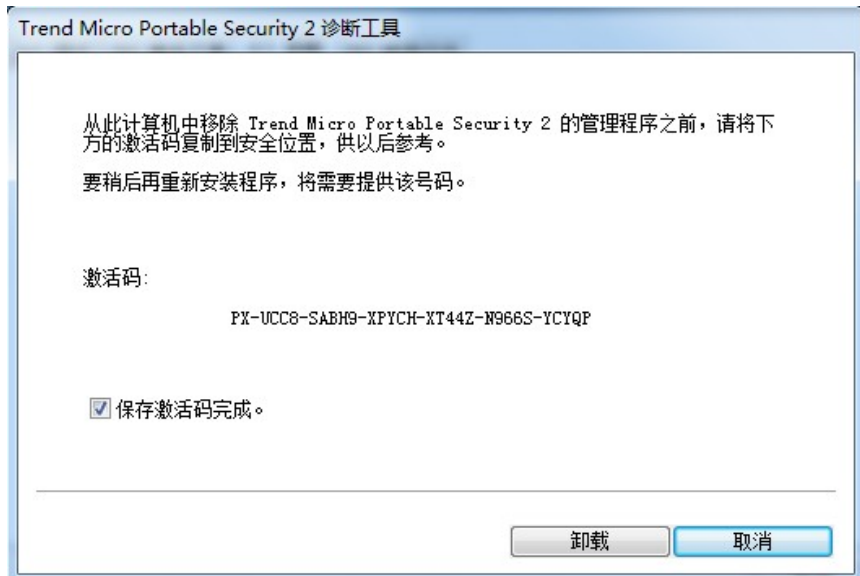 Trend Micro Portable Security 2 诊断工具
从此计算机中移除 Trend Micro Portable Security 2 的管理程序之前，请将下
方的激活码复制到安全位置，供以后参考。
要稍后再重新安装程序，将需要提供该号码。
激活码:
PX-UCC8-SABH9-XPYCH-XT44Z-N966S-YCYQP
保存激活码完成。
卸载
取消